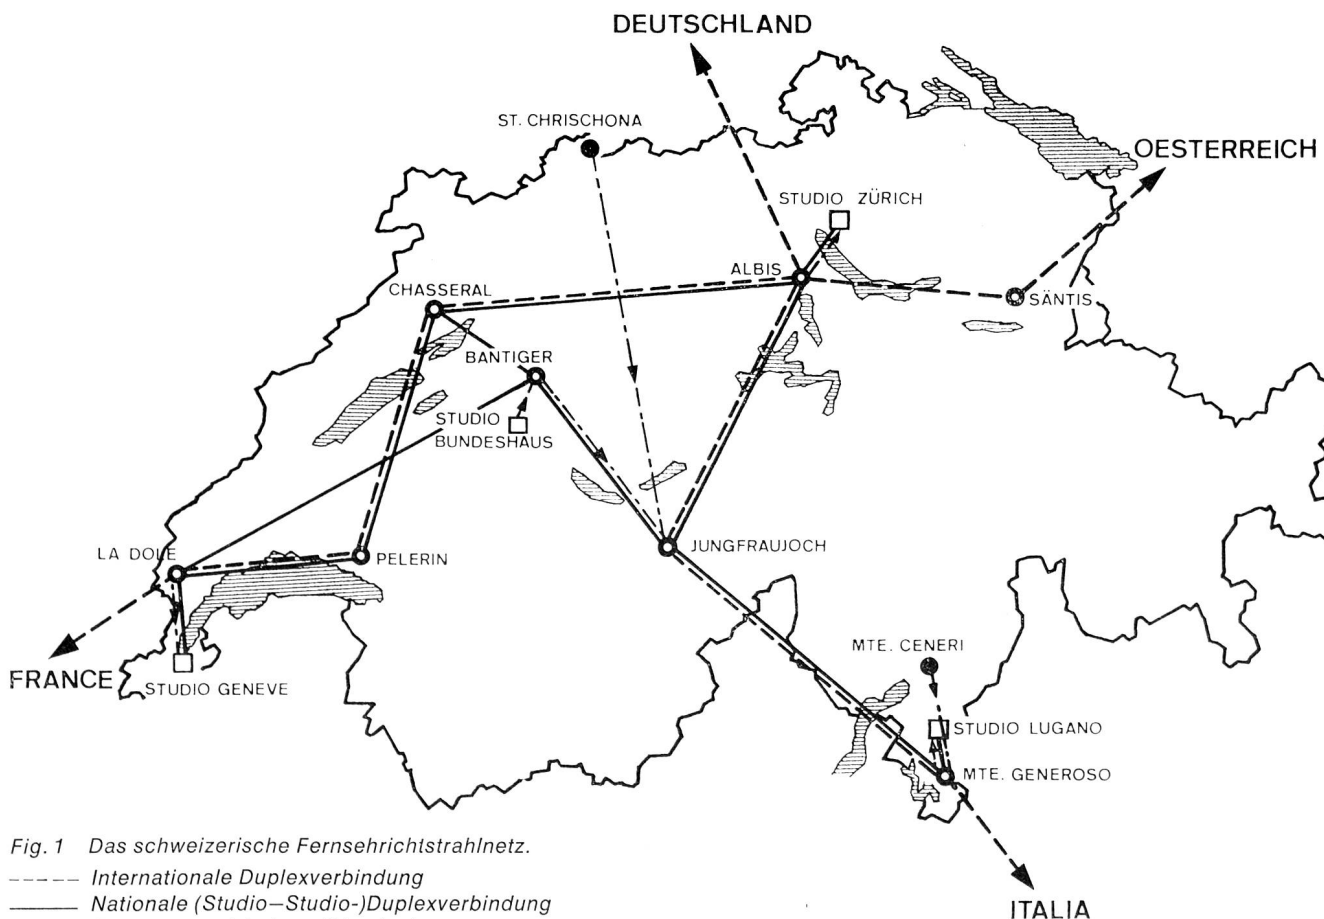 DEUTSCHLAND
ST. CHRISCHONA
OESTERREICH
STUDIO ZÜRICH
ALBIS
CHASSERAL
SÄNTIS
BANTIGER
STUDIO
BUNDESHAUS
LA DOLE
PELERIN
JUNGFRAUJOCH
MTE. CENERI
FRANCE
STUDIO GENEVE
STUDIO LUGANO
MTE. GENEROSO
Fig. 1 Das schweizerische Fernsehrichtstrahlnetz.
Internationale Duplexverbindung
Nationale (Studio–Studio-)Duplexverbindung
ITALIA